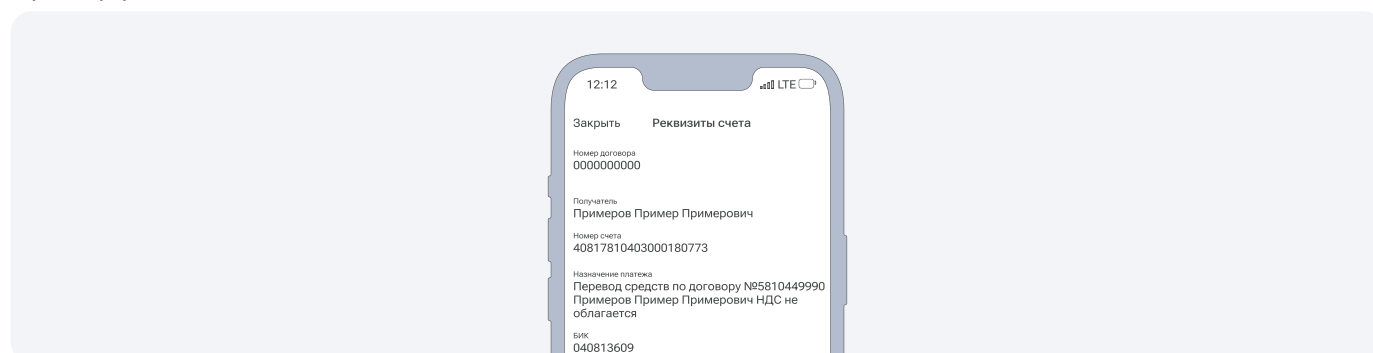 12:12
LTE
Закрыть Реквизиты счета
Номер договора
0000000000
Получатель
Примеров Пример Примерович
Номер счета
40817810403000180773
Назначение платежа
Перевод средств по договору №5810449990
Примеров Пример Примерович НДС не
облагается
БИК
040813609